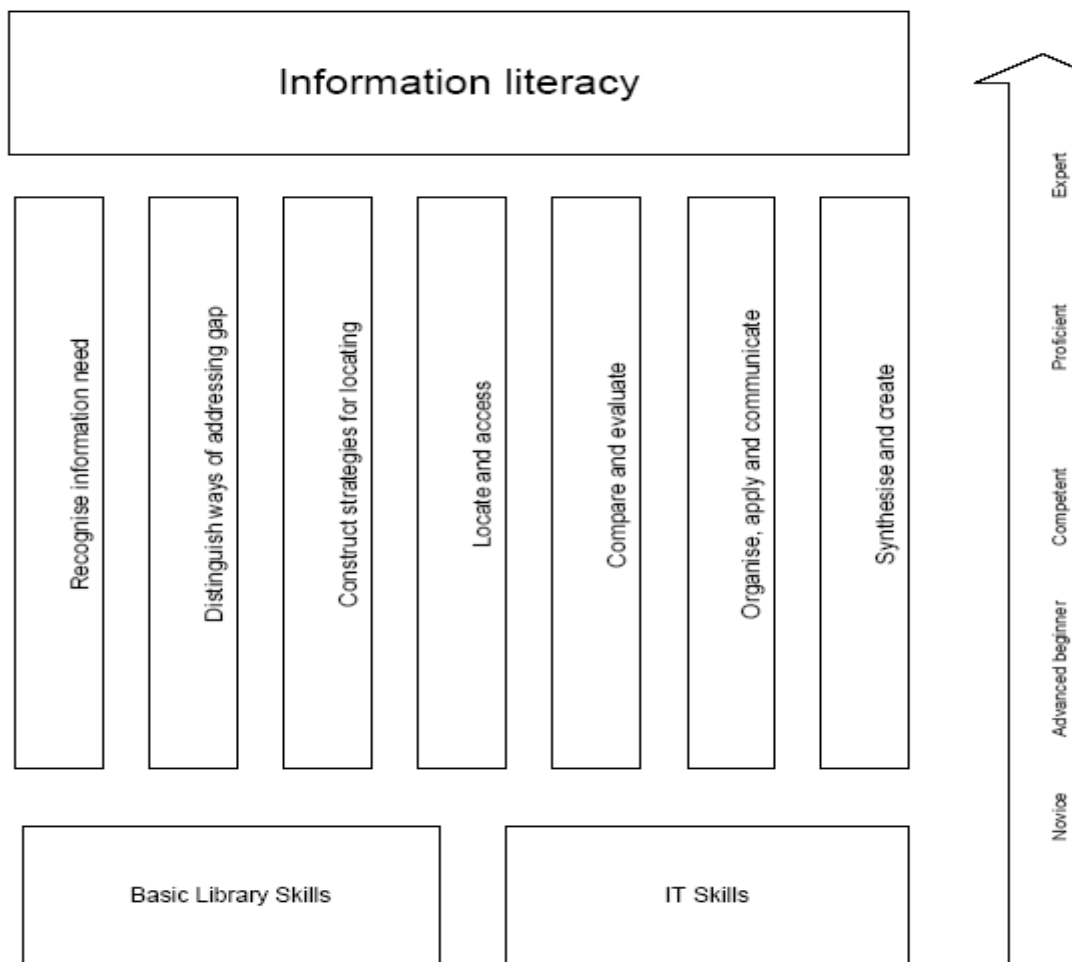 Information literacy
Recognise information need
Distinguish ways of addressing gap
Construct strategies for locating
Locate and access
Compare and evaluate
Organise, apply and communicate
Synthesise and create
Basic Library Skills
IT Skills
Expert
Proficient
Competent
Advanced beginner
Novice